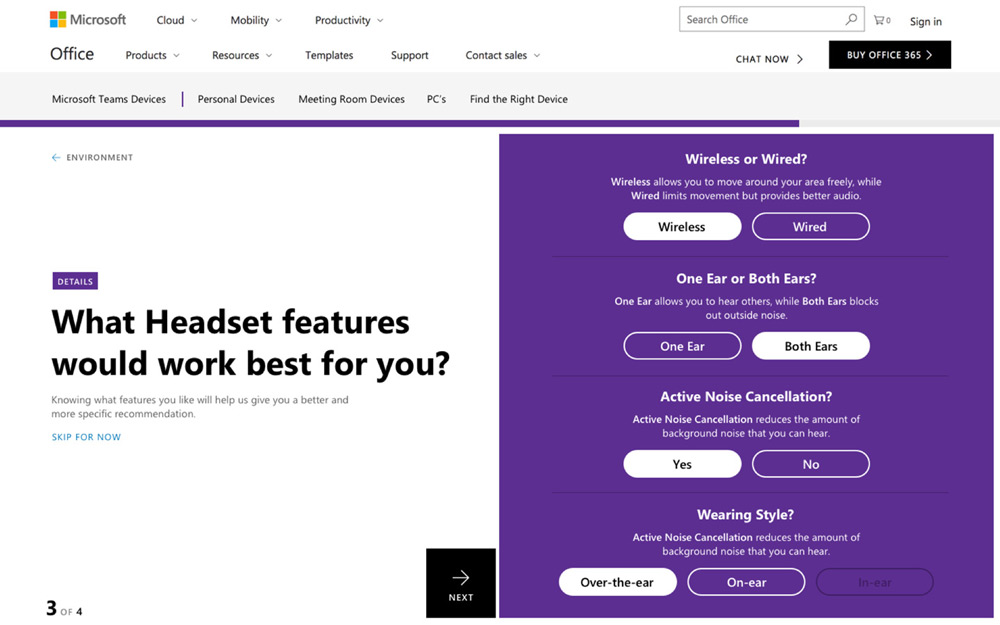 Microsoft Cloud Mobility Productivity Search Office 0 Sign in
Office Products Resources Templates Support Contact sales CHAT NOW BUY OFFICE 365
Microsoft Teams Devices Personal Devices Meeting Room Devices PC's Find the Right Device
ENVIRONMENT
DETAILS
What Headset features
would work best for you?
Knowing what features you like will help us give you a better and
more specific recommendation.
SKIP FOR NOW
NEXT
3 OF 4
Wireless or Wired?
Wireless allows you to move around your area freely, while
Wired limits movement but provides better audio.
Wireless Wired
One Ear or Both Ears?
One Ear allows you to hear others, while Both Ears blocks
out outside noise.
One Ear Both Ears
Active Noise Cancellation?
Active Noise Cancellation reduces the amount of
background noise that you can hear.
Yes No
Wearing Style?
Active Noise Cancellation reduces the amount of
background noise that you can hear.
Over-the-ear On-ear In-ear